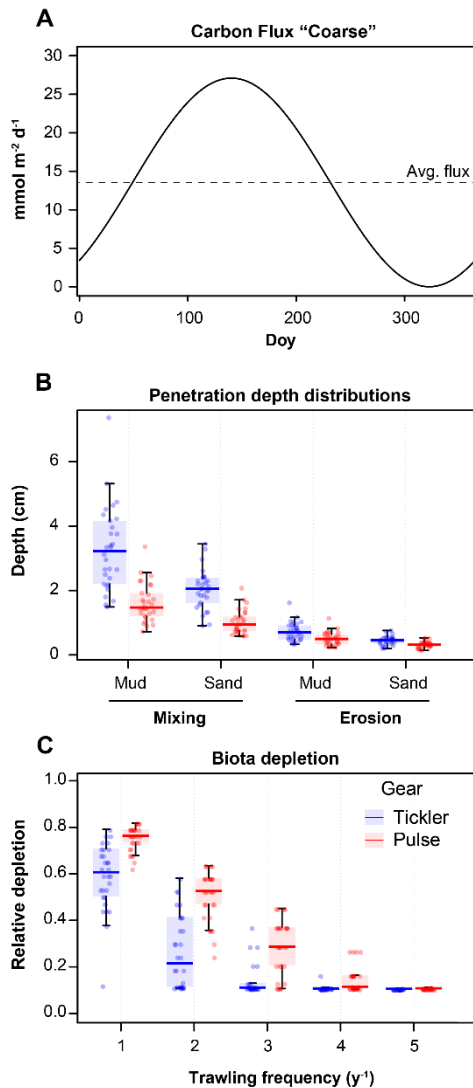 A
Carbon Flux “Coarse”
30
25
20
15
10
5
0
mmol m⁻² d⁻¹
Avg. flux
0 100 200 300
Doy
B
Penetration depth distributions
6
4
2
0
Depth (cm)
Mud Sand Mud Sand
Mixing Erosion
C
Biota depletion
1.0
0.8
0.6
0.4
0.2
0.0
Relative depletion
Gear
Tickler
Pulse
1 2 3 4 5
Trawling frequency (y⁻¹)